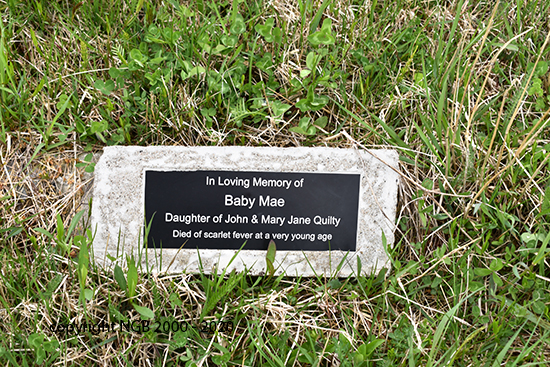 In Loving Memory of
Baby Mae
Daughter of John & Mary Jane Quilty
Died of scarlet fever at a very young age
copyright NGB 2000 - 2020